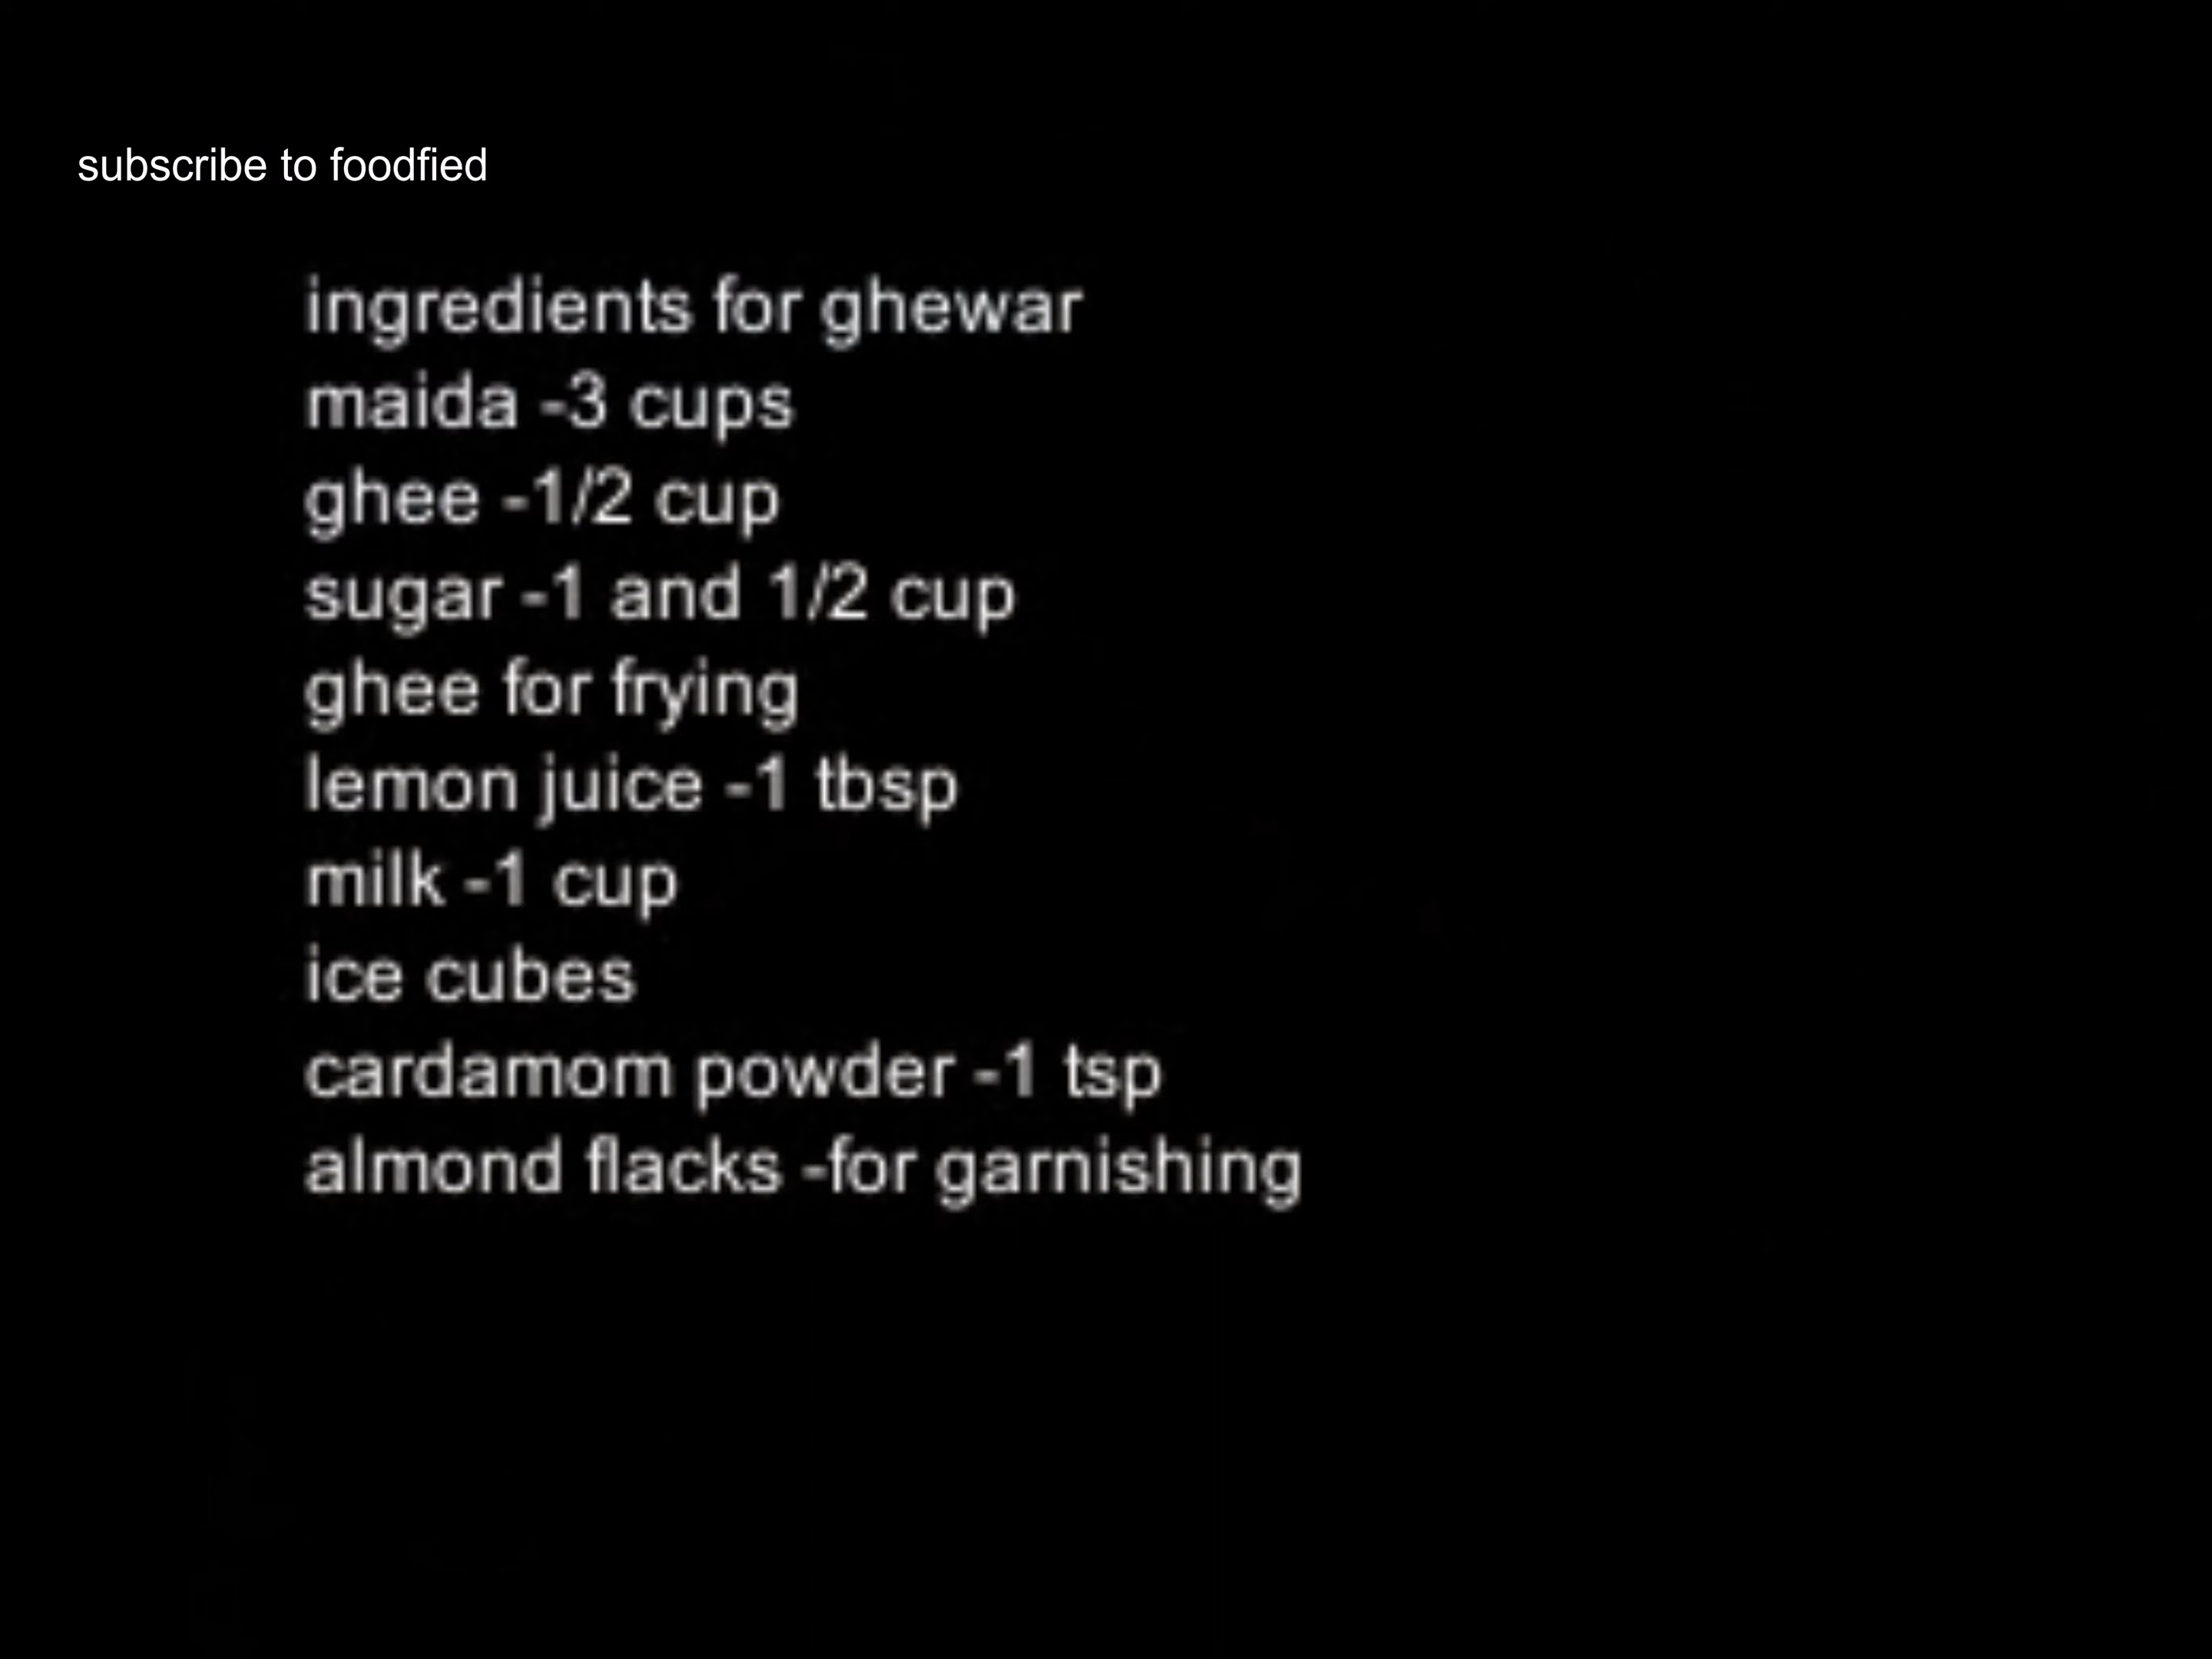 subscribe to foodfied
ingredients for ghewar
maida -3 cups
ghee -1/2 cup
sugar -1 and 1/2 cup
ghee for frying
lemon juice -1 tbsp
milk -1 cup
ice cubes
cardamom powder -1 tsp
almond flacks -for garnishing